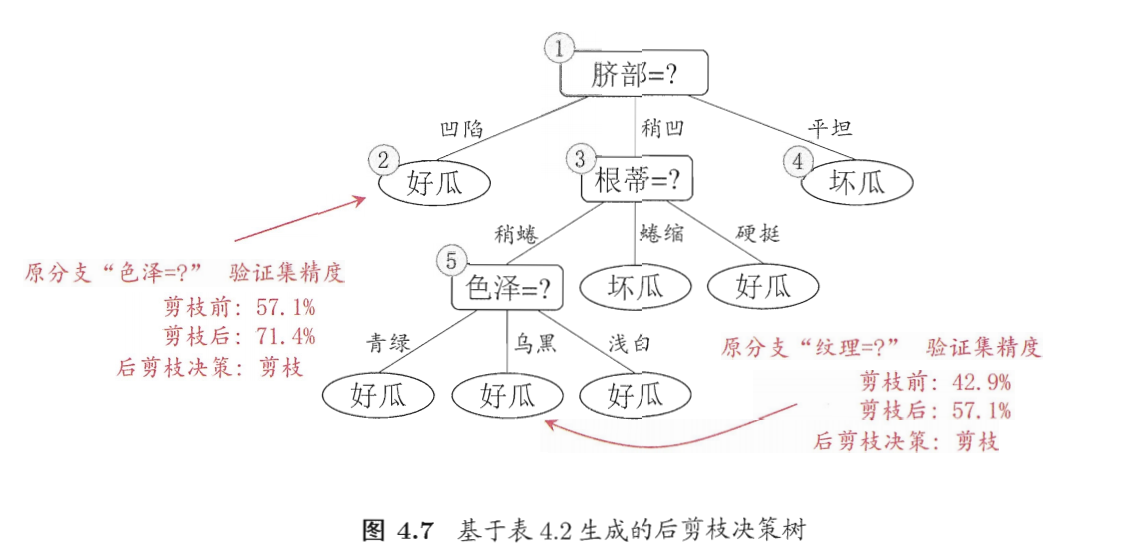 ①
脐部=?
凹陷
稍凹
平坦
②
好瓜
③
根蒂=?
④
坏瓜
稍蜷
蜷缩
硬挺
⑤
色泽=?
坏瓜
好瓜
原分支“色泽=?” 验证集精度
剪枝前: 57.1%
剪枝后: 71.4%
后剪枝决策: 剪枝
青绿
乌黑
浅白
好瓜
好瓜
好瓜
原分支“纹理=?” 验证集精度
剪枝前: 42.9%
剪枝后: 57.1%
后剪枝决策: 剪枝
图 4.7 基于表 4.2 生成的后剪枝决策树